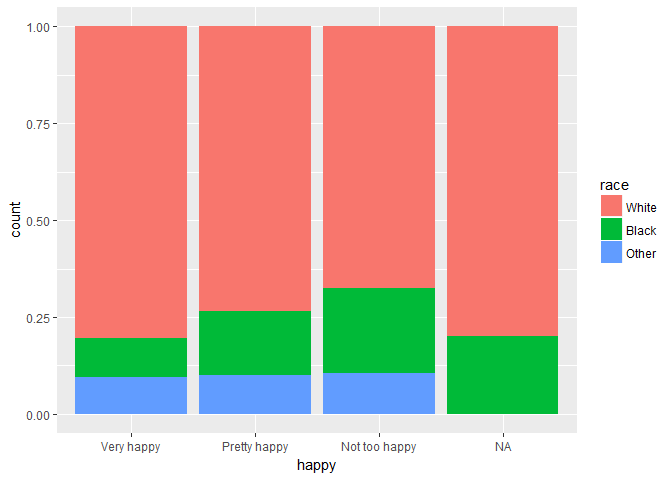 1.00
0.75
0.50
0.25
0.00
count
Very happy
Pretty happy
Not too happy
NA
happy
race
White
Black
Other